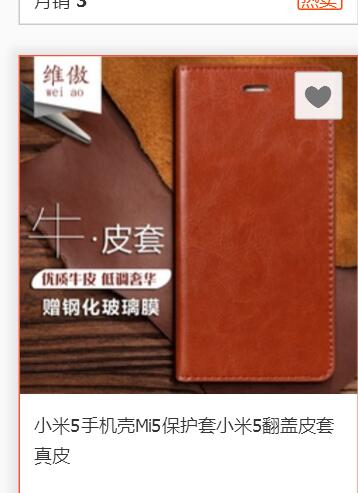 月销 3
热卖
维傲
wei ao
牛·皮套
优质牛皮 低调奢华
赠钢化玻璃膜
小米5手机壳Mi5保护套小米5翻盖皮套
真皮